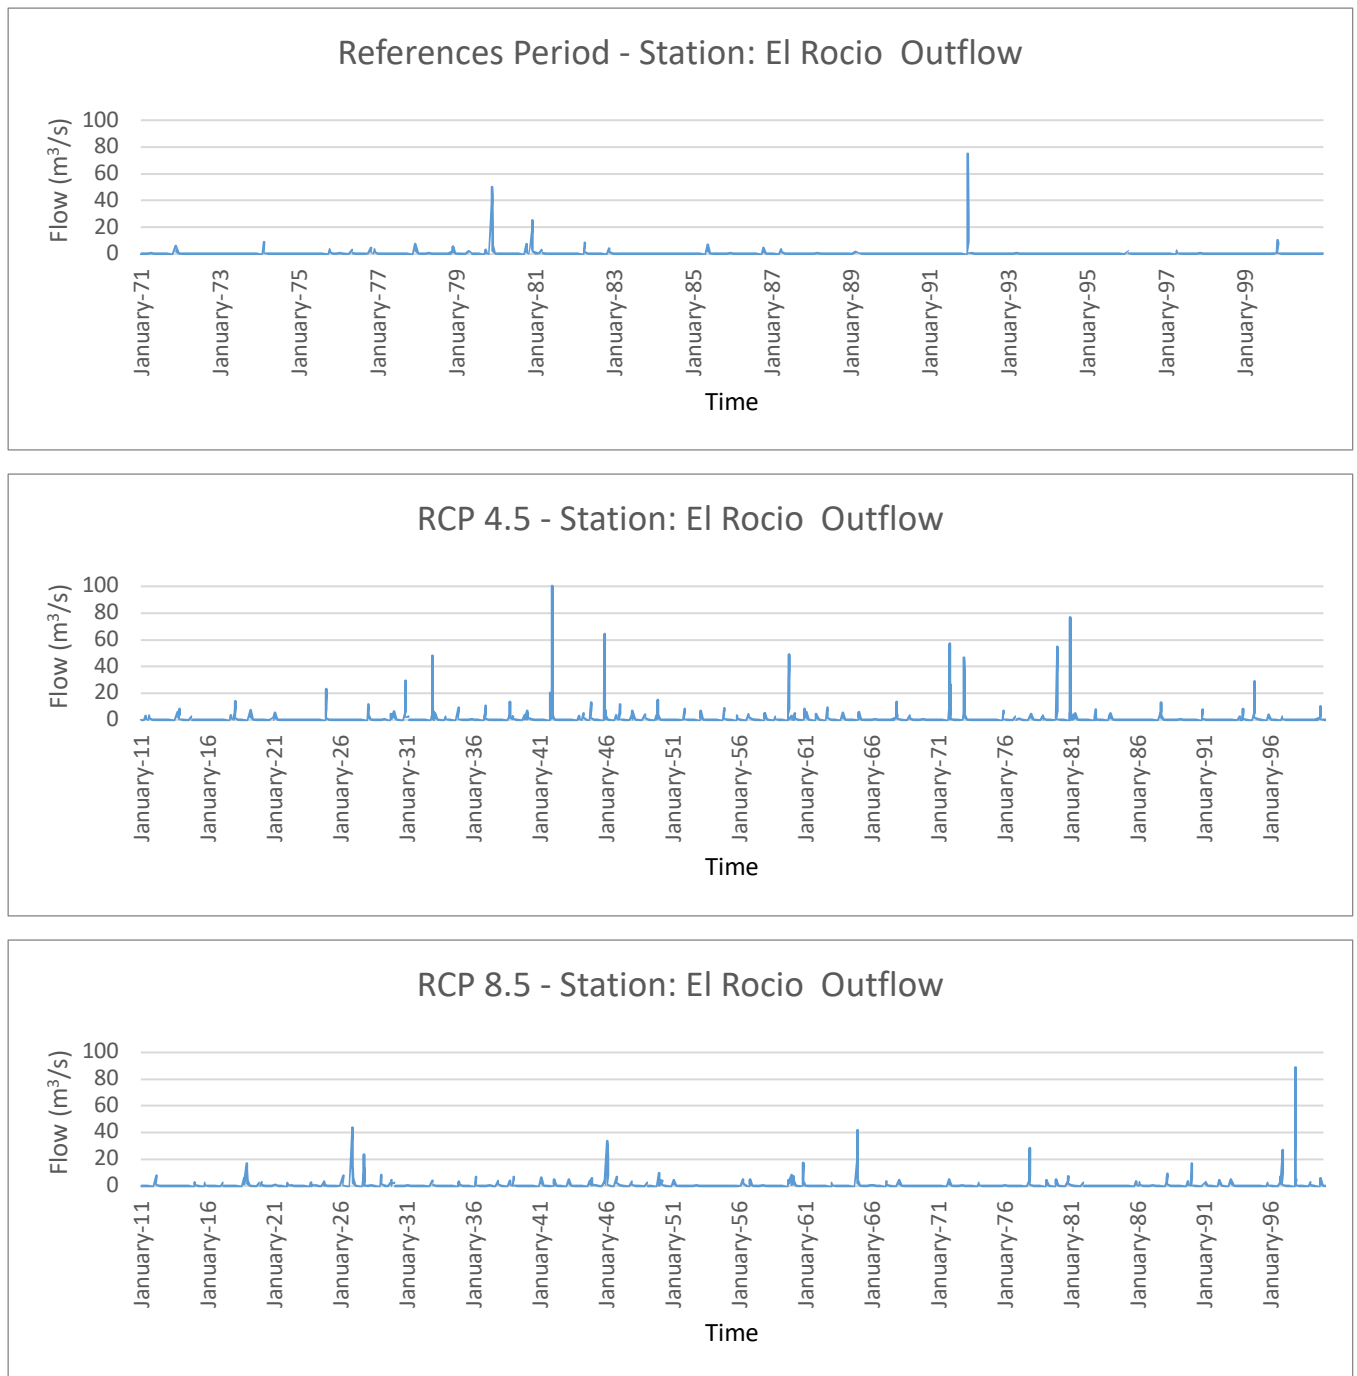 References Period - Station: El Rocio  Outflow
Flow (m³/s)
100
80
60
40
20
0
January-71
January-73
January-75
January-77
January-79
January-81
January-83
January-85
January-87
January-89
January-91
January-93
January-95
January-97
January-99
Time
RCP 4.5 - Station: El Rocio  Outflow
Flow (m³/s)
100
80
60
40
20
0
January-11
January-16
January-21
January-26
January-31
January-36
January-41
January-46
January-51
January-56
January-61
January-66
January-71
January-76
January-81
January-86
January-91
January-96
Time
RCP 8.5 - Station: El Rocio  Outflow
Flow (m³/s)
100
80
60
40
20
0
January-11
January-16
January-21
January-26
January-31
January-36
January-41
January-46
January-51
January-56
January-61
January-66
January-71
January-76
January-81
January-86
January-91
January-96
Time